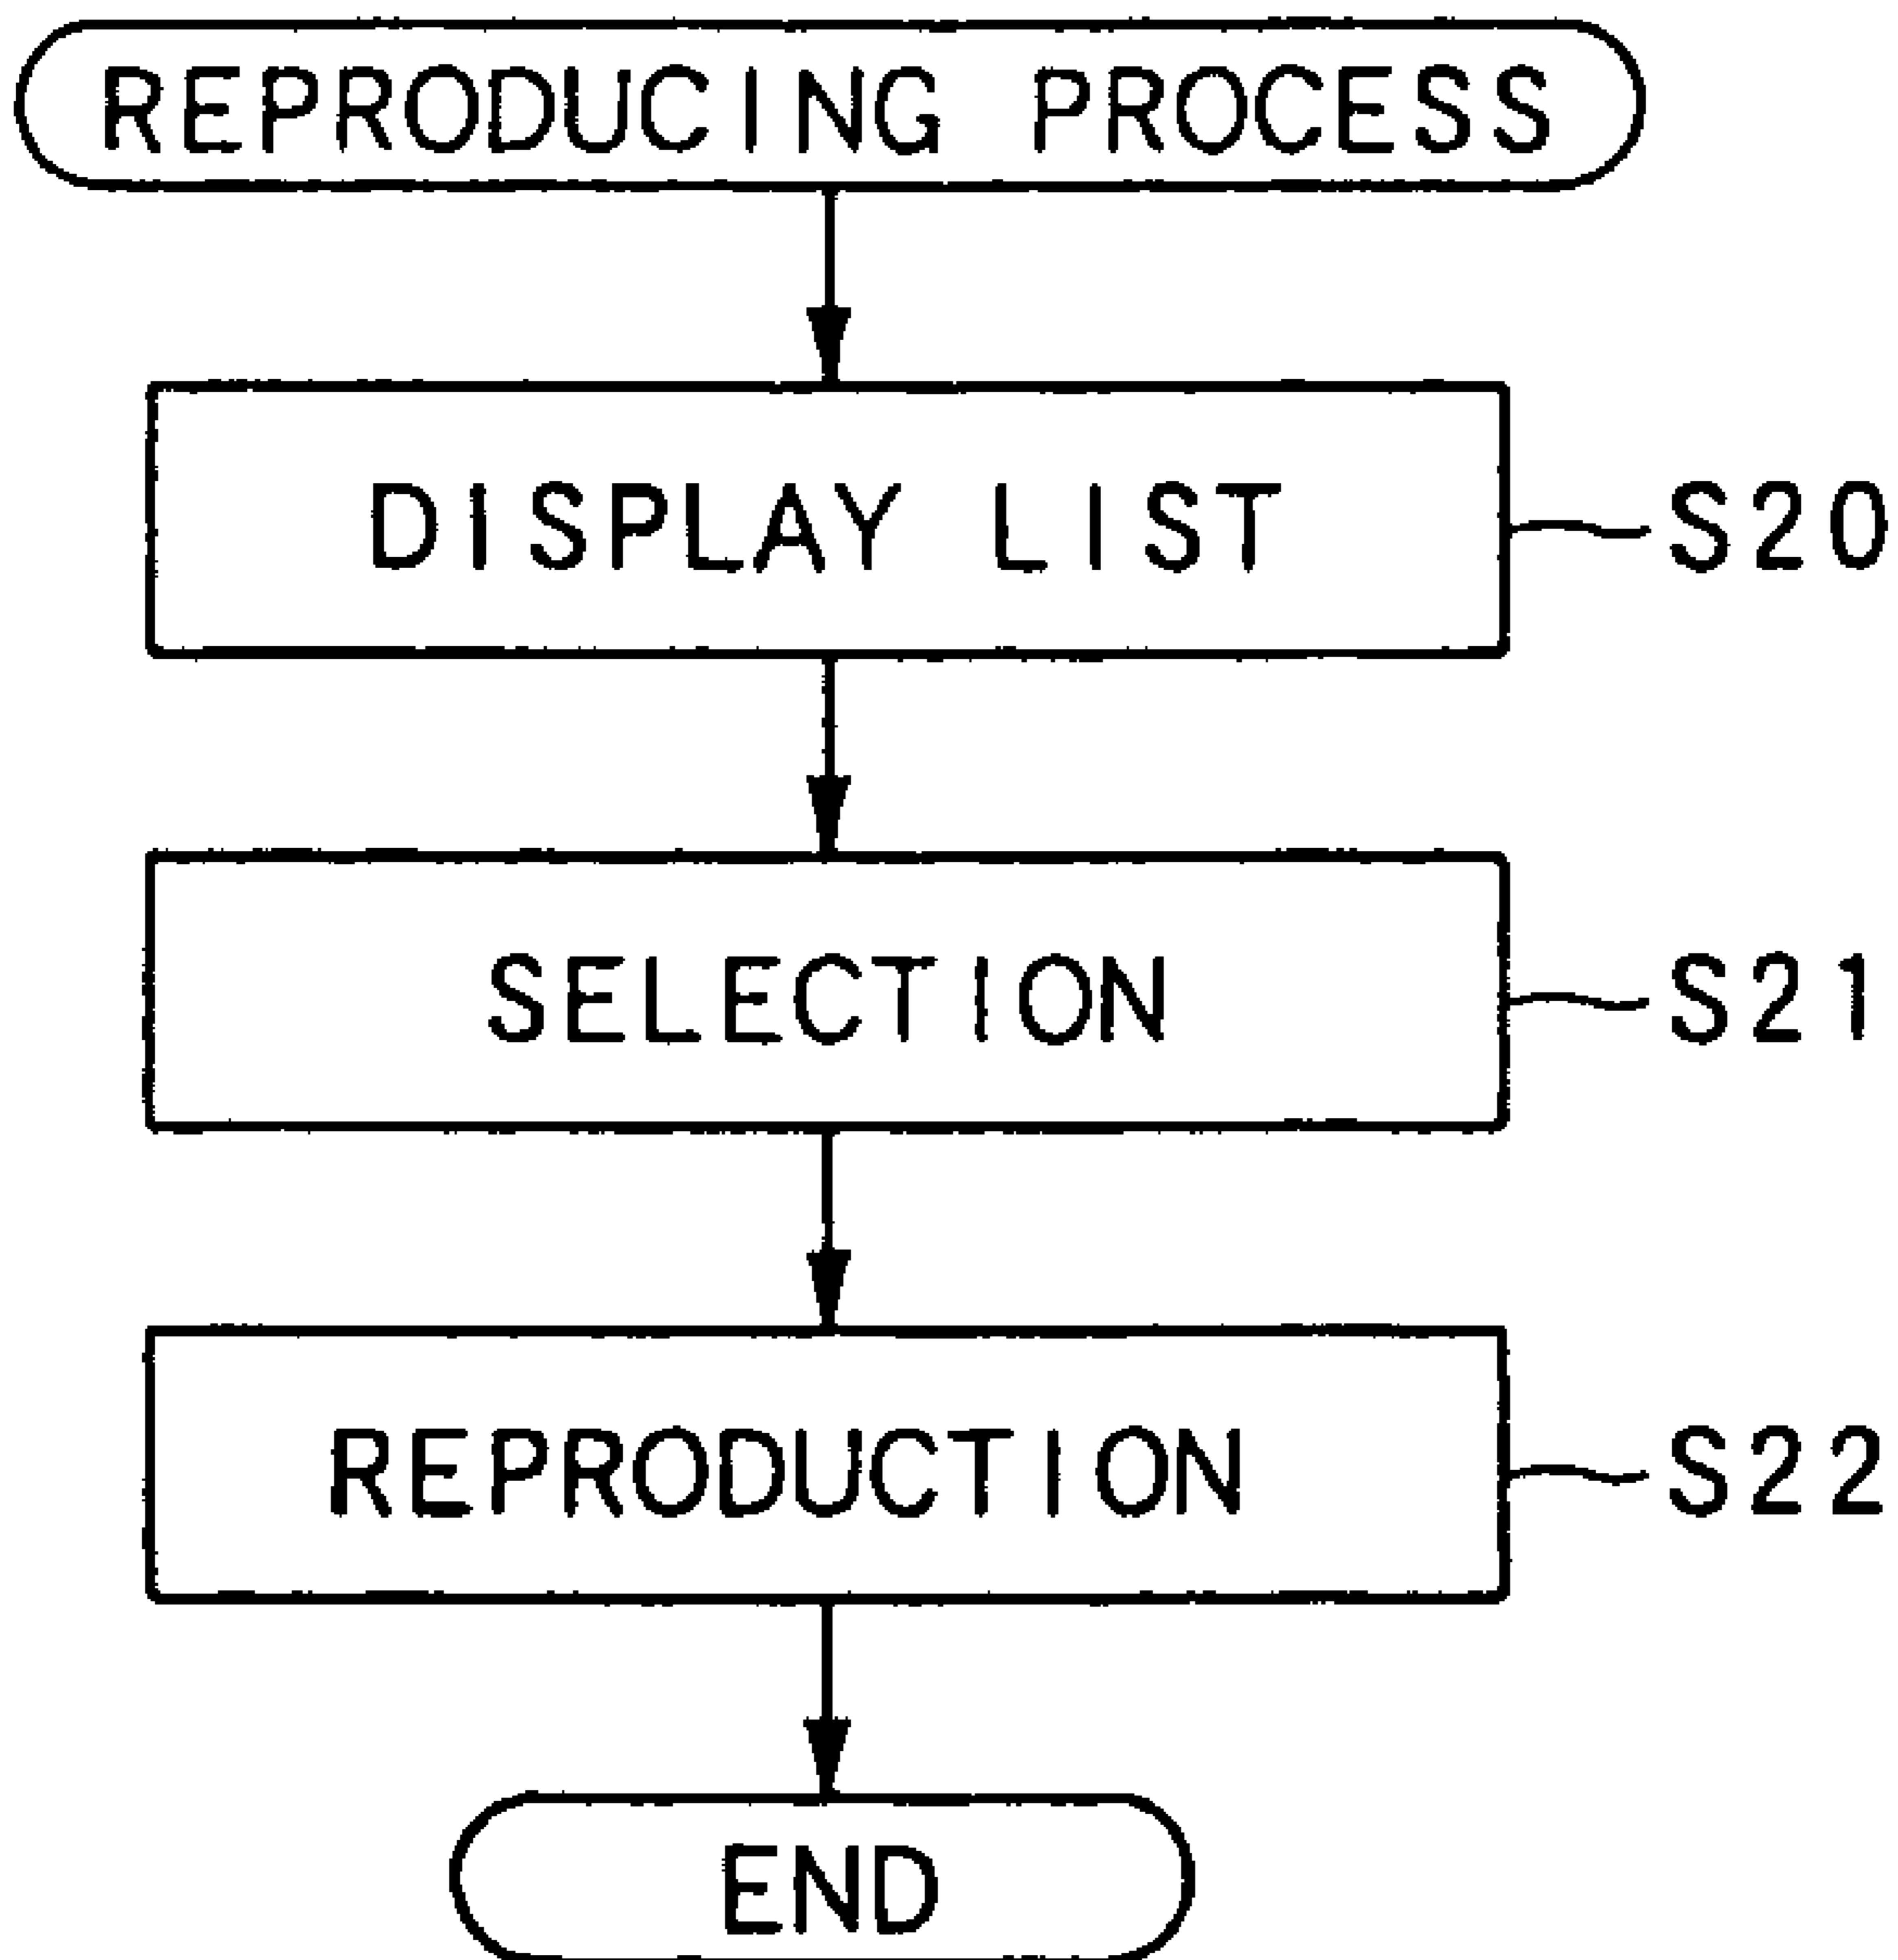 REPRODUCING PROCESS
DISPLAY LIST S20
SELECTION S21
REPRODUCTION S22
END